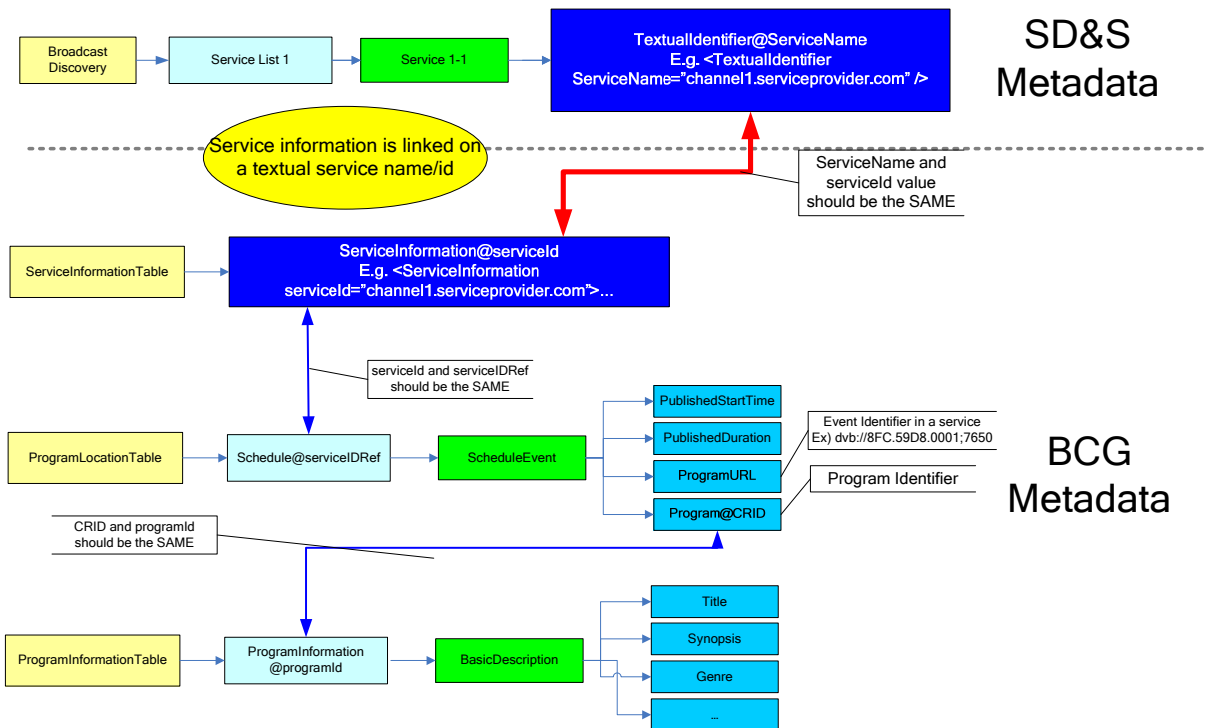 Broadcast
Discovery
Service List 1
Service 1-1
TextualIdentifier@ServiceName
E.g. <TextualIdentifier
ServiceName="channel1.serviceprovider.com" />
SD&S
Metadata
Service information is linked on
a textual service name/id
ServiceName and
serviceId value
should be the SAME
ServiceInformationTable
ServiceInformation@serviceId
E.g. <ServiceInformation
serviceId="channel1.serviceprovider.com">...
serviceId and serviceIDRef
should be the SAME
ProgramLocationTable
Schedule@serviceIDRef
ScheduleEvent
PublishedStartTime
PublishedDuration
ProgramURL
Program@CRID
Event Identifier in a service
Ex) dvb://8FC.59D8.0001;7650
Program Identifier
BCG
Metadata
CRID and programId
should be the SAME
ProgramInformationTable
ProgramInformation
@programId
BasicDescription
Title
Synopsis
Genre
...